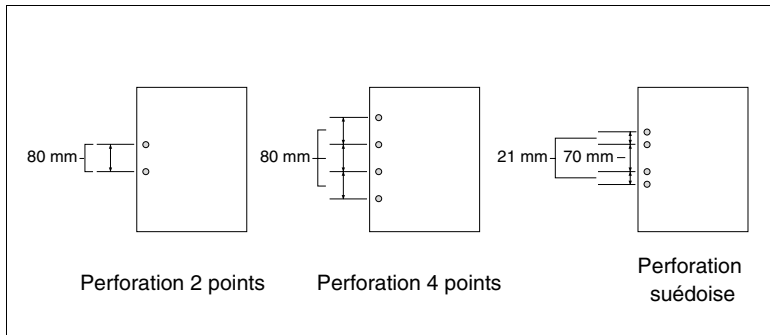 80 mm
80 mm
21 mm
70 mm
Perforation 2 points
Perforation 4 points
Perforation
suédoise